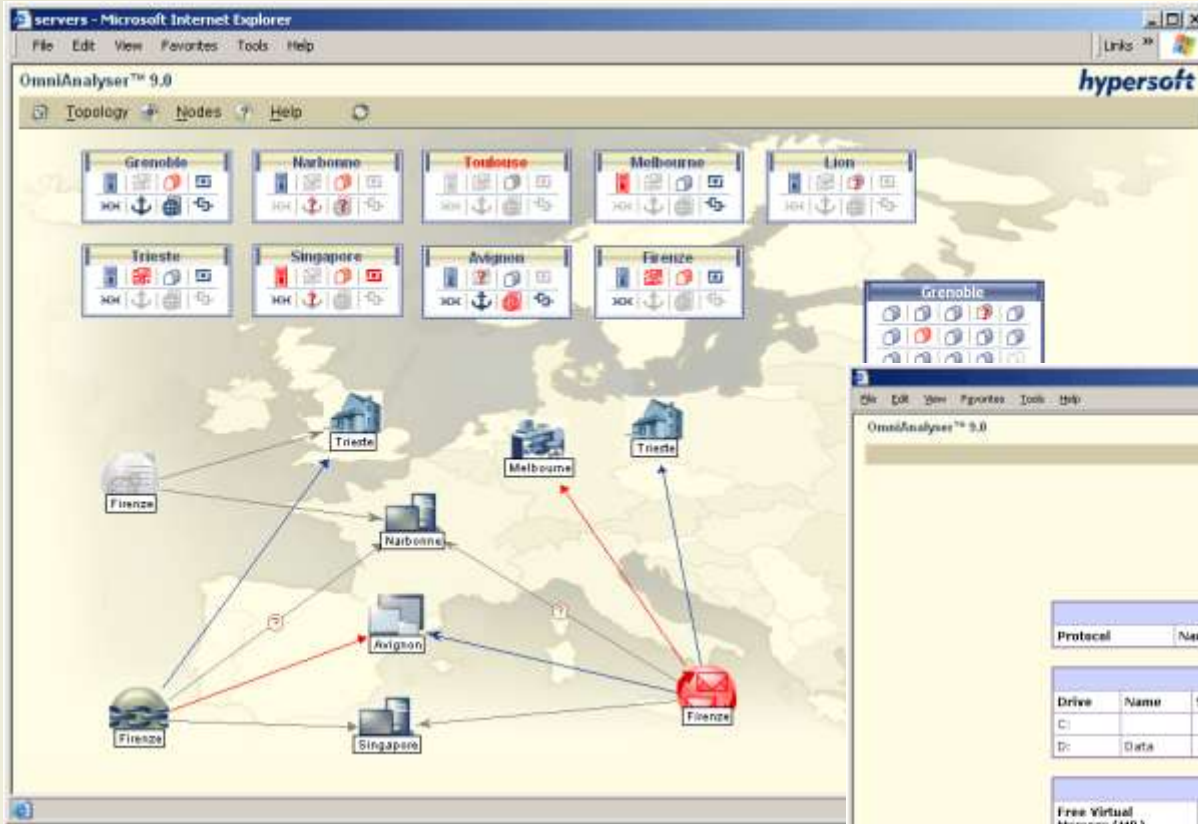 servers - Microsoft Internet Explorer
File Edit View Favorites Tools Help
Links »
OmniAnalyser™ 9.0
hypersoft
Topology Nodes Help
Grenoble
Narbonne
Toulouse
Melbourne
Lion
Trieste
Singapore
Avignon
Firenze
Grenoble
File Edit View Favorites Tools Help
OmniAnalyser™ 9.0
Trieste
Melbourne
Trieste
Firenze
Narbonne
?
?
Avignon
Firenze
Firenze
Singapore
Protocol
Drive Name
C:
D: Data
Free Virtual